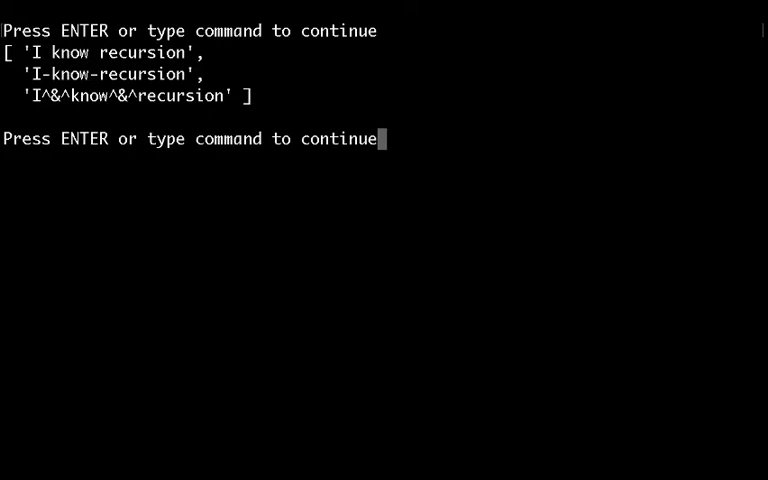 Press ENTER or type command to continue
[ 'I know recursion',
  'I-know-recursion',
  'I^&^know^&^recursion' ]
Press ENTER or type command to continue